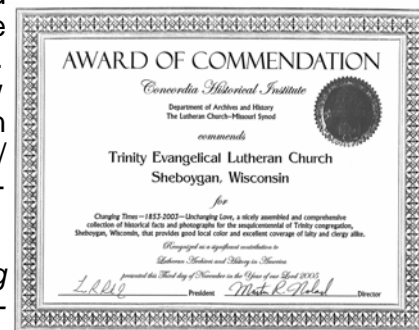 AWARD OF COMMENDATION
Concordia Historical Institute
Department of Archives and History
The Lutheran Church—Missouri Synod
commends
Trinity Evangelical Lutheran Church
Sheboygan, Wisconsin
for
Changing Times—1853-2003—Unchanging Love, a nicely assembled and comprehensive
collection of historical facts and photographs for the sesquicentennial of Trinity congregation,
Sheboygan, Wisconsin, that provides good local color and excellent coverage of laity and clergy alike.
Recognized as a significant contribution to
Lutheran Archives and History in America
presented this Third day of November in the Year of our Lord 2005
President Martin R. Noland Director